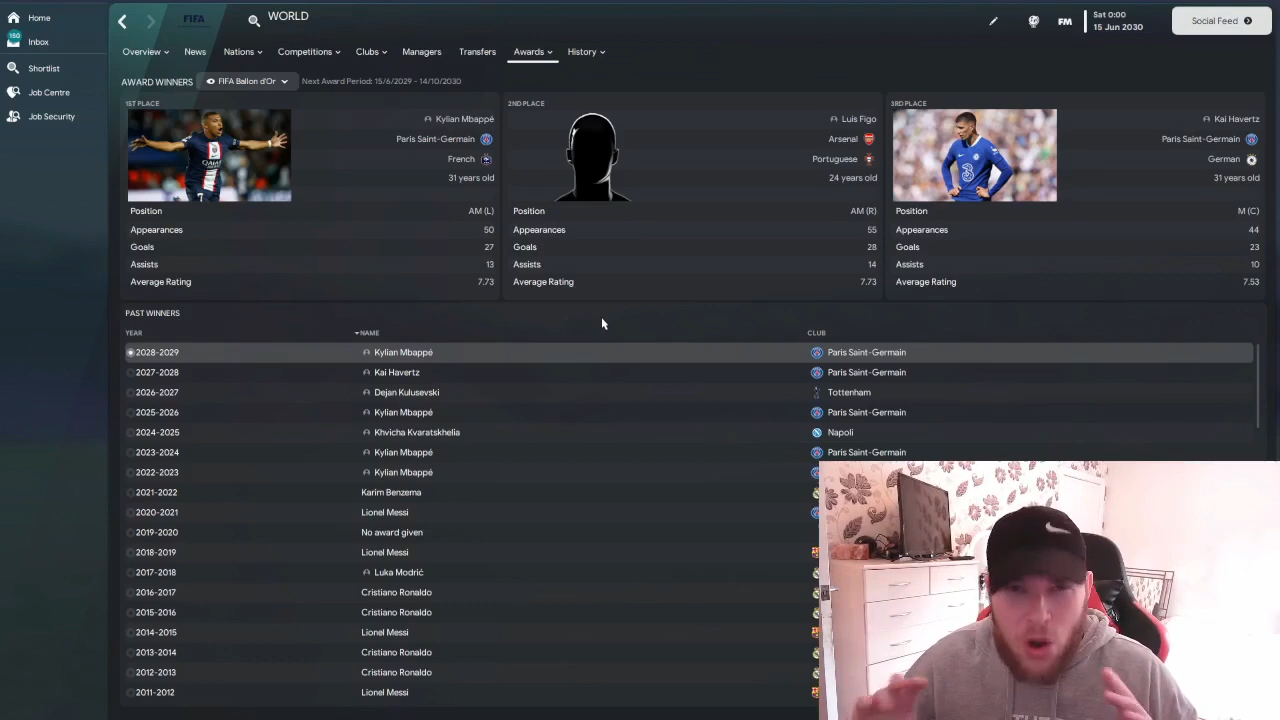 FIFA
WORLD
Sat 0:00
15 Jun 2030
FM
Social Feed
Home
150
Inbox
Shortlist
Job Centre
Job Security
Overview News Nations Competitions Clubs Managers Transfers Awards History
AWARD WINNERS FIFA Ballon d'Or Next Award Period: 15/6/2029 - 14/10/2030
1ST PLACE
Kylian Mbappé
Paris Saint-Germain
French
31 years old
Position AM (L)
Appearances 50
Goals 27
Assists 13
Average Rating 7.73
2ND PLACE
Luís Figo
Arsenal
Portuguese
24 years old
Position AM (R)
Appearances 55
Goals 28
Assists 14
Average Rating 7.73
3RD PLACE
Kai Havertz
Paris Saint-Germain
German
31 years old
Position M (C)
Appearances 44
Goals 23
Assists 10
Average Rating 7.53
PAST WINNERS
YEAR NAME CLUB
2028-2029 Kylian Mbappé Paris Saint-Germain
2027-2028 Kai Havertz Paris Saint-Germain
2026-2027 Dejan Kulusevski Tottenham
2025-2026 Kylian Mbappé Paris Saint-Germain
2024-2025 Khvicha Kvaratskhelia Napoli
2023-2024 Kylian Mbappé Paris Saint-Germain
2022-2023 Kylian Mbappé
2021-2022 Karim Benzema
2020-2021 Lionel Messi
2019-2020 No award given
2018-2019 Lionel Messi
2017-2018 Luka Modrić
2016-2017 Cristiano Ronaldo
2015-2016 Cristiano Ronaldo
2014-2015 Lionel Messi
2013-2014 Cristiano Ronaldo
2012-2013 Cristiano Ronaldo
2011-2012 Lionel Messi